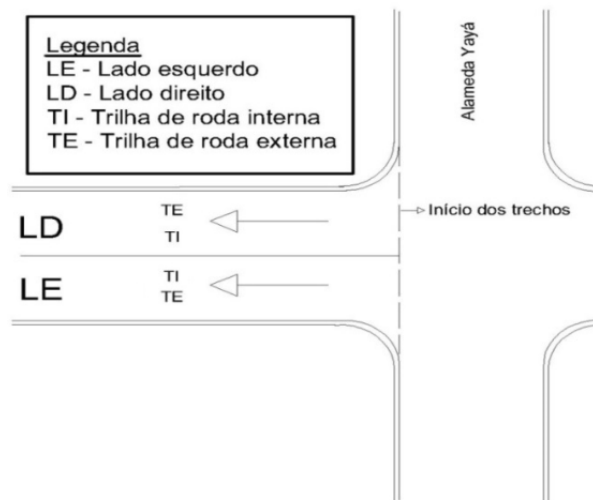 Legenda
LE - Lado esquerdo
LD - Lado direito
TI - Trilha de roda interna
TE - Trilha de roda externa
Alameda Yayá
Início dos trechos
LD
TE
TI
LE
TI
TE